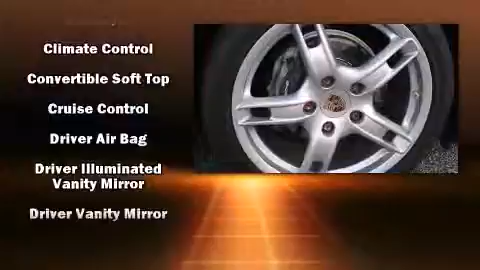 Climate Control
Convertible Soft Top
Cruise Control
Driver Air Bag
Driver Illuminated
Vanity Mirror
Driver Vanity Mirror